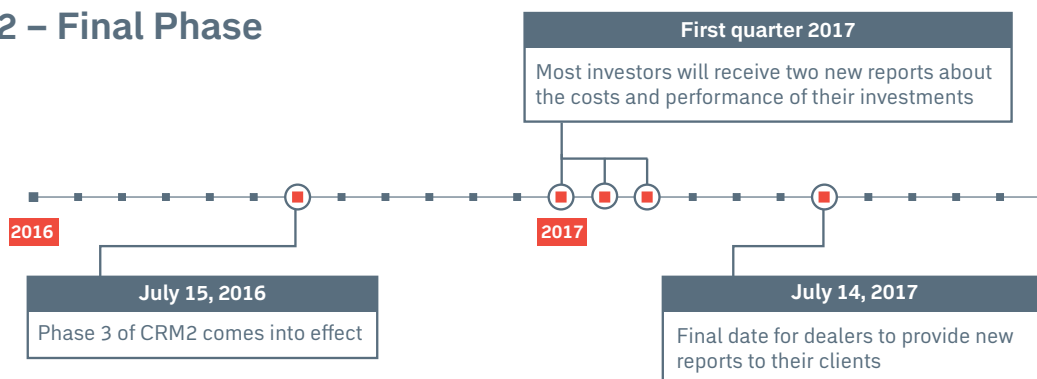 2 – Final Phase
First quarter 2017
Most investors will receive two new reports about
the costs and performance of their investments
2016
2017
July 15, 2016
Phase 3 of CRM2 comes into effect
July 14, 2017
Final date for dealers to provide new
reports to their clients